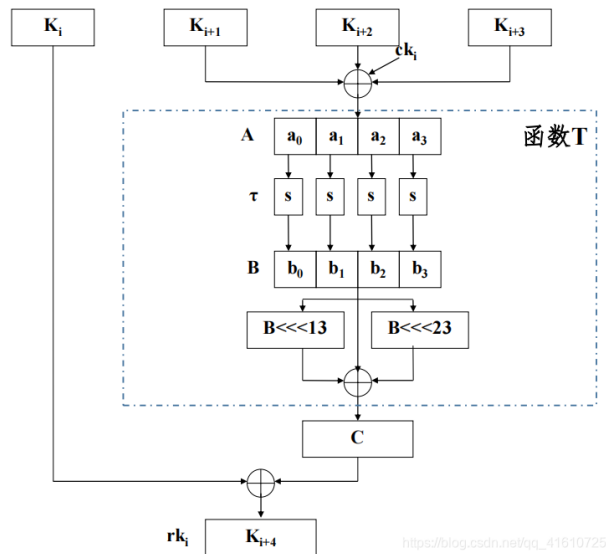 Kᵢ Kᵢ₊₁ Kᵢ₊₂ Kᵢ₊₃
ckᵢ
函数T
A a₀ a₁ a₂ a₃
τ s s s s
B b₀ b₁ b₂ b₃
B<<<13 B<<<23
C
rkᵢ Kᵢ₊₄
https://blog.csdn.net/qq_41610725